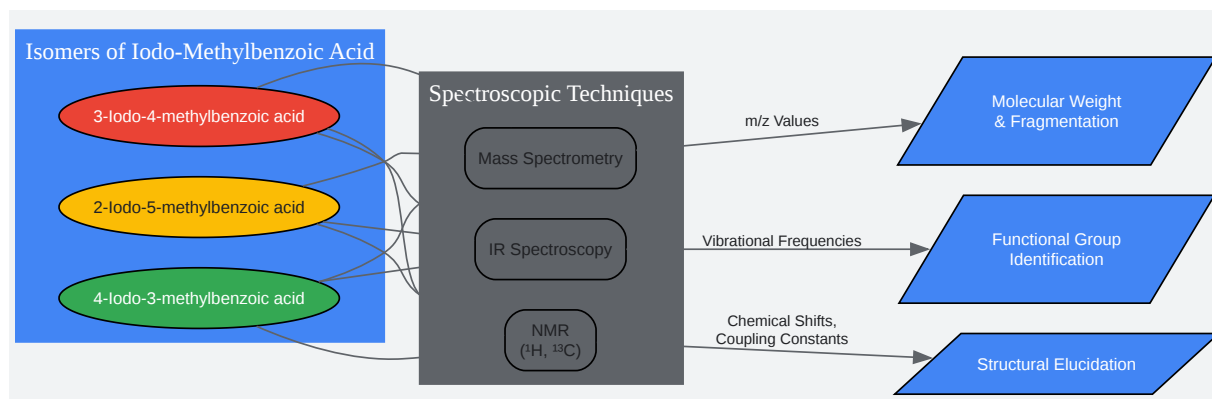 Isomers of Iodo-Methylbenzoic Acid
3-Iodo-4-methylbenzoic acid
2-Iodo-5-methylbenzoic acid
4-Iodo-3-methylbenzoic acid
Spectroscopic Techniques
Mass Spectrometry
IR Spectroscopy
NMR
(¹H, ¹³C)
m/z Values
Vibrational Frequencies
Chemical Shifts,
Coupling Constants
Molecular Weight
& Fragmentation
Functional Group
Identification
Structural Elucidation